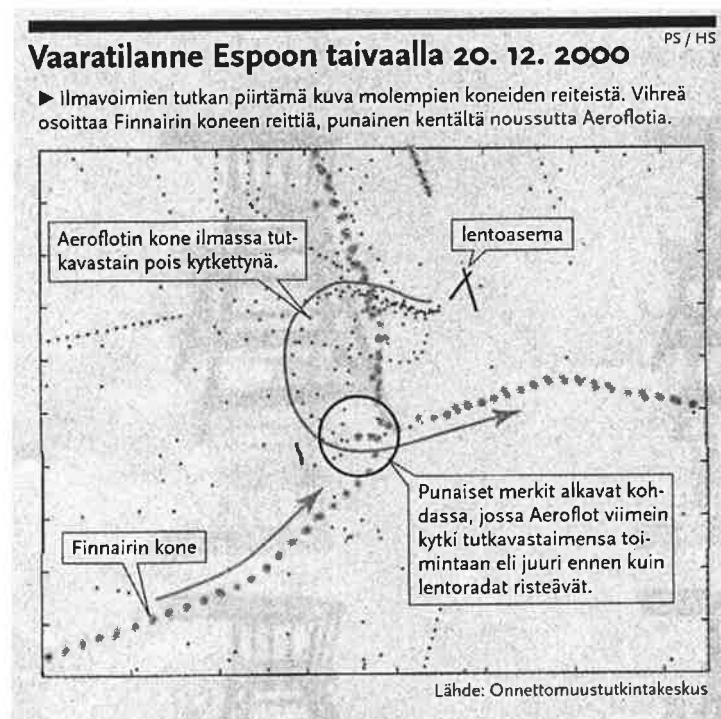 PS / HS
Vaaratilanne Espoon taivaalla 20. 12. 2000
▶ Ilmavoimien tutkan piirtämä kuva molempien koneiden reiteistä. Vihreä
osoittaa Finnairin koneen reittiä, punainen kentältä noussutta Aeroflotia.
Aeroflotin kone ilmassa tut-
kavastain pois kytkettynä.
lentoasema
Punaiset merkit alkavat koh-
dassa, jossa Aeroflot viimein
kytki tutkavastaimensa toi-
mintaan eli juuri ennen kuin
lentoradat risteävät.
Finnairin kone
Lähde: Onnettomuustutkintakeskus